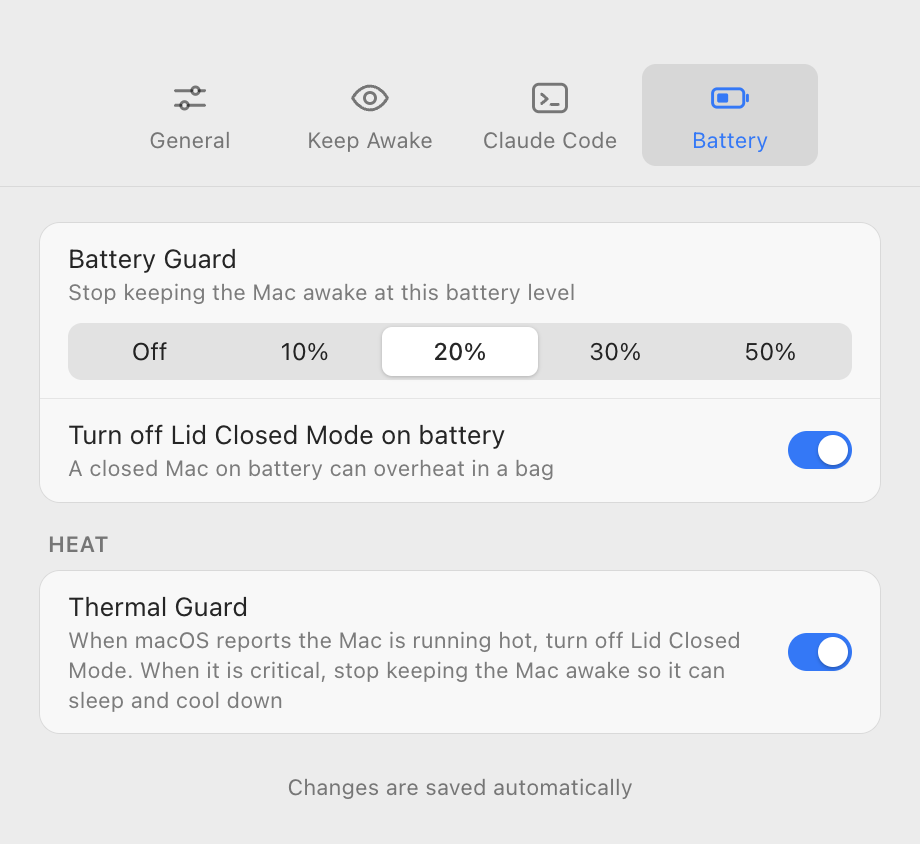 General
Keep Awake
Claude Code
Battery
Battery Guard
Stop keeping the Mac awake at this battery level
Off
10%
20%
30%
50%
Turn off Lid Closed Mode on battery
A closed Mac on battery can overheat in a bag
HEAT
Thermal Guard
When macOS reports the Mac is running hot, turn off Lid Closed
Mode. When it is critical, stop keeping the Mac awake so it can
sleep and cool down
Changes are saved automatically